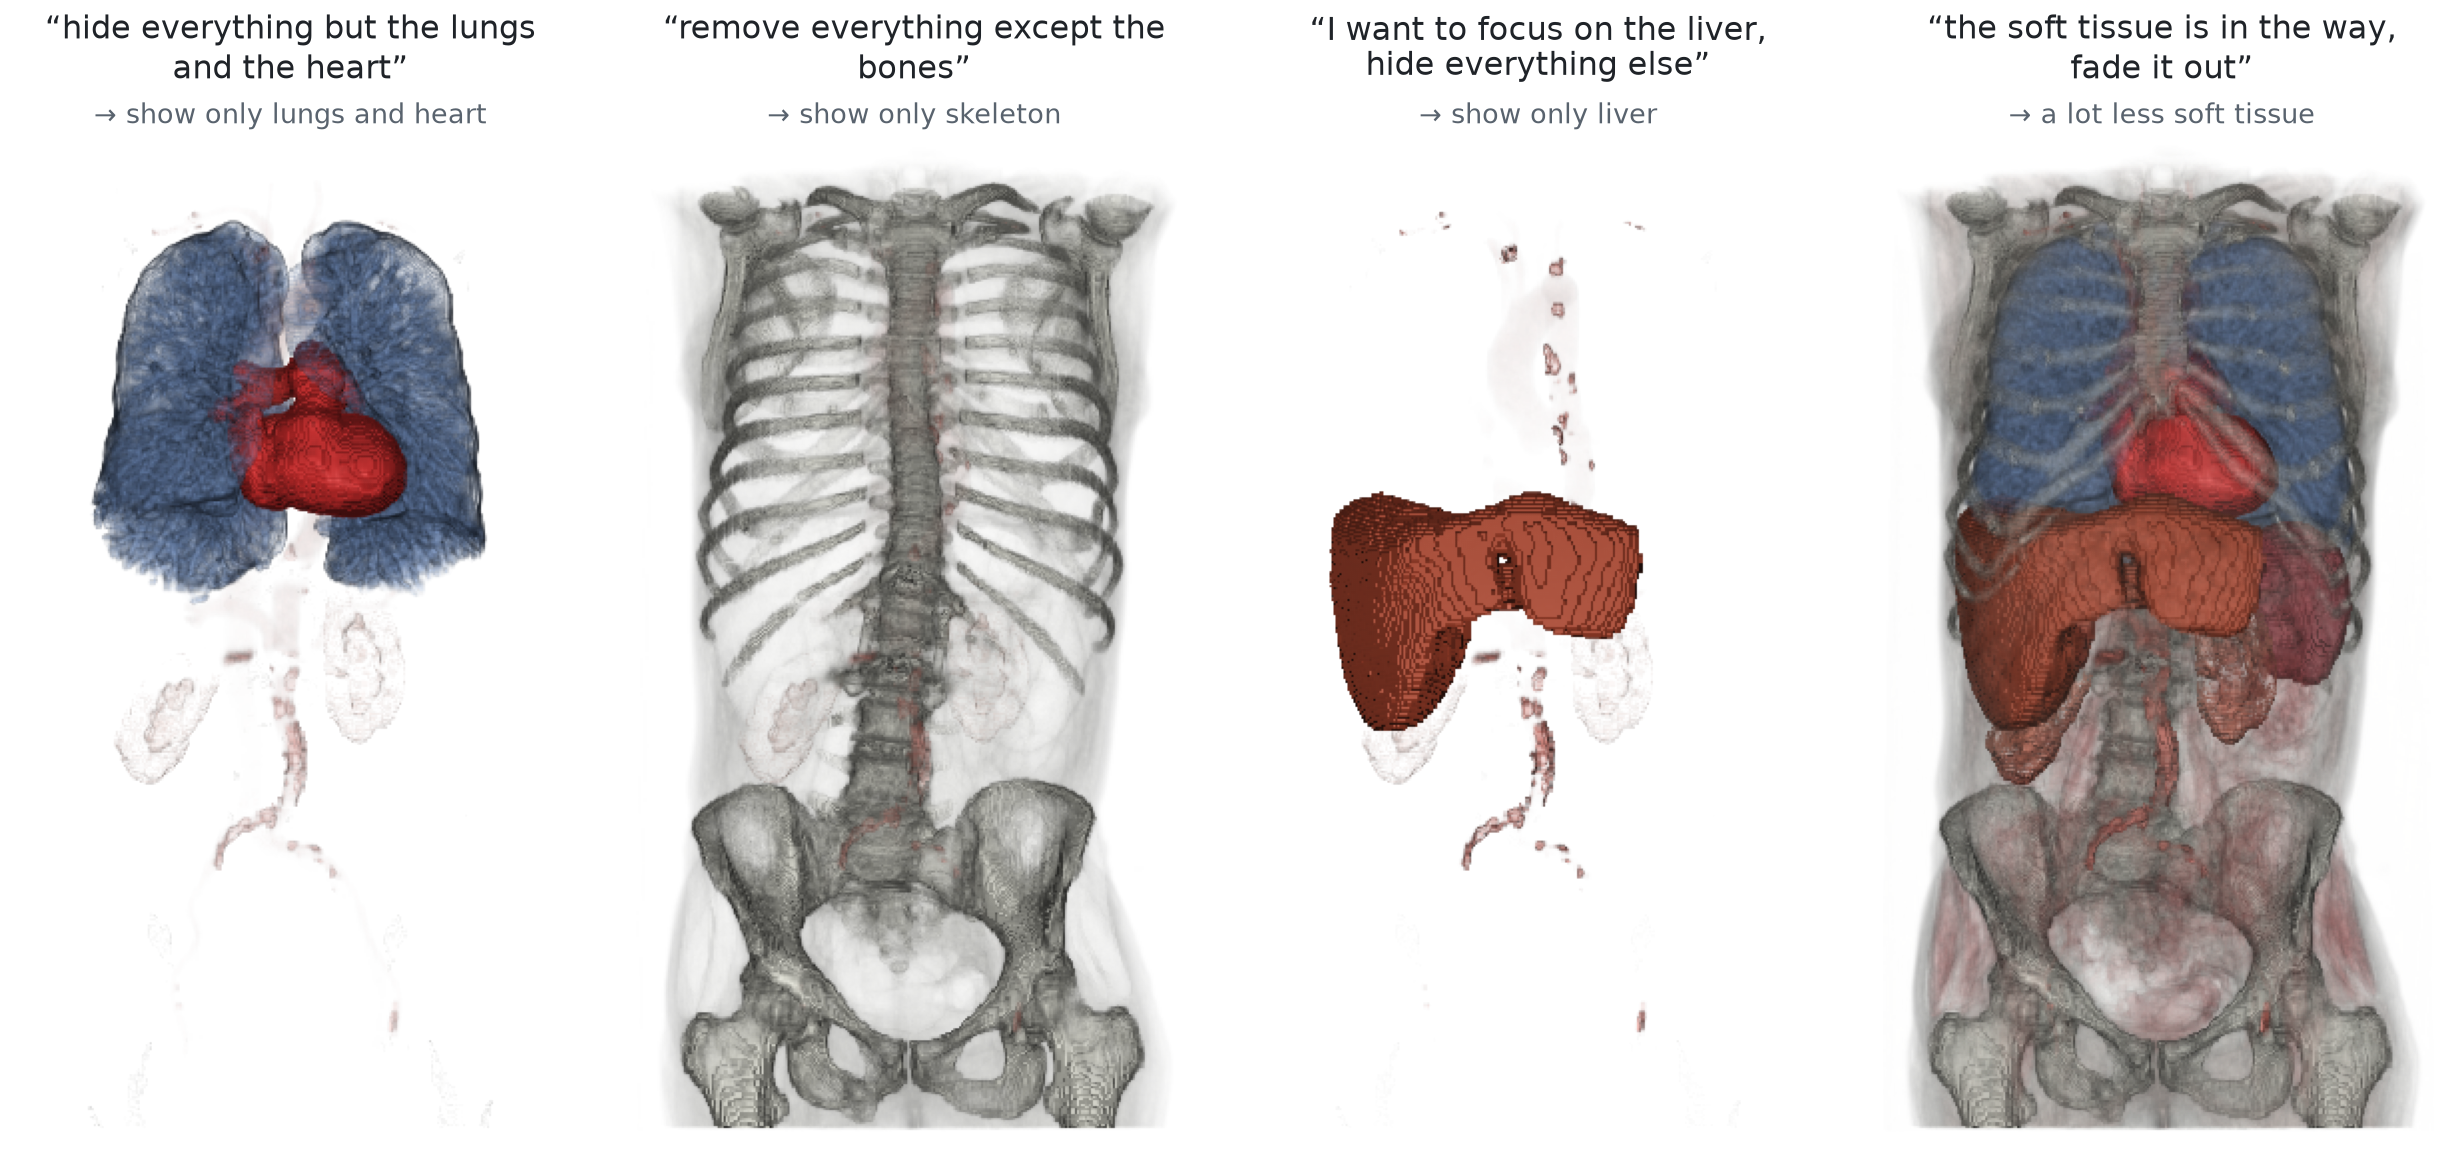 “hide everything but the lungs
and the heart”
→ show only lungs and heart
“remove everything except the
bones”
→ show only skeleton
“I want to focus on the liver,
hide everything else”
→ show only liver
“the soft tissue is in the way,
fade it out”
→ a lot less soft tissue